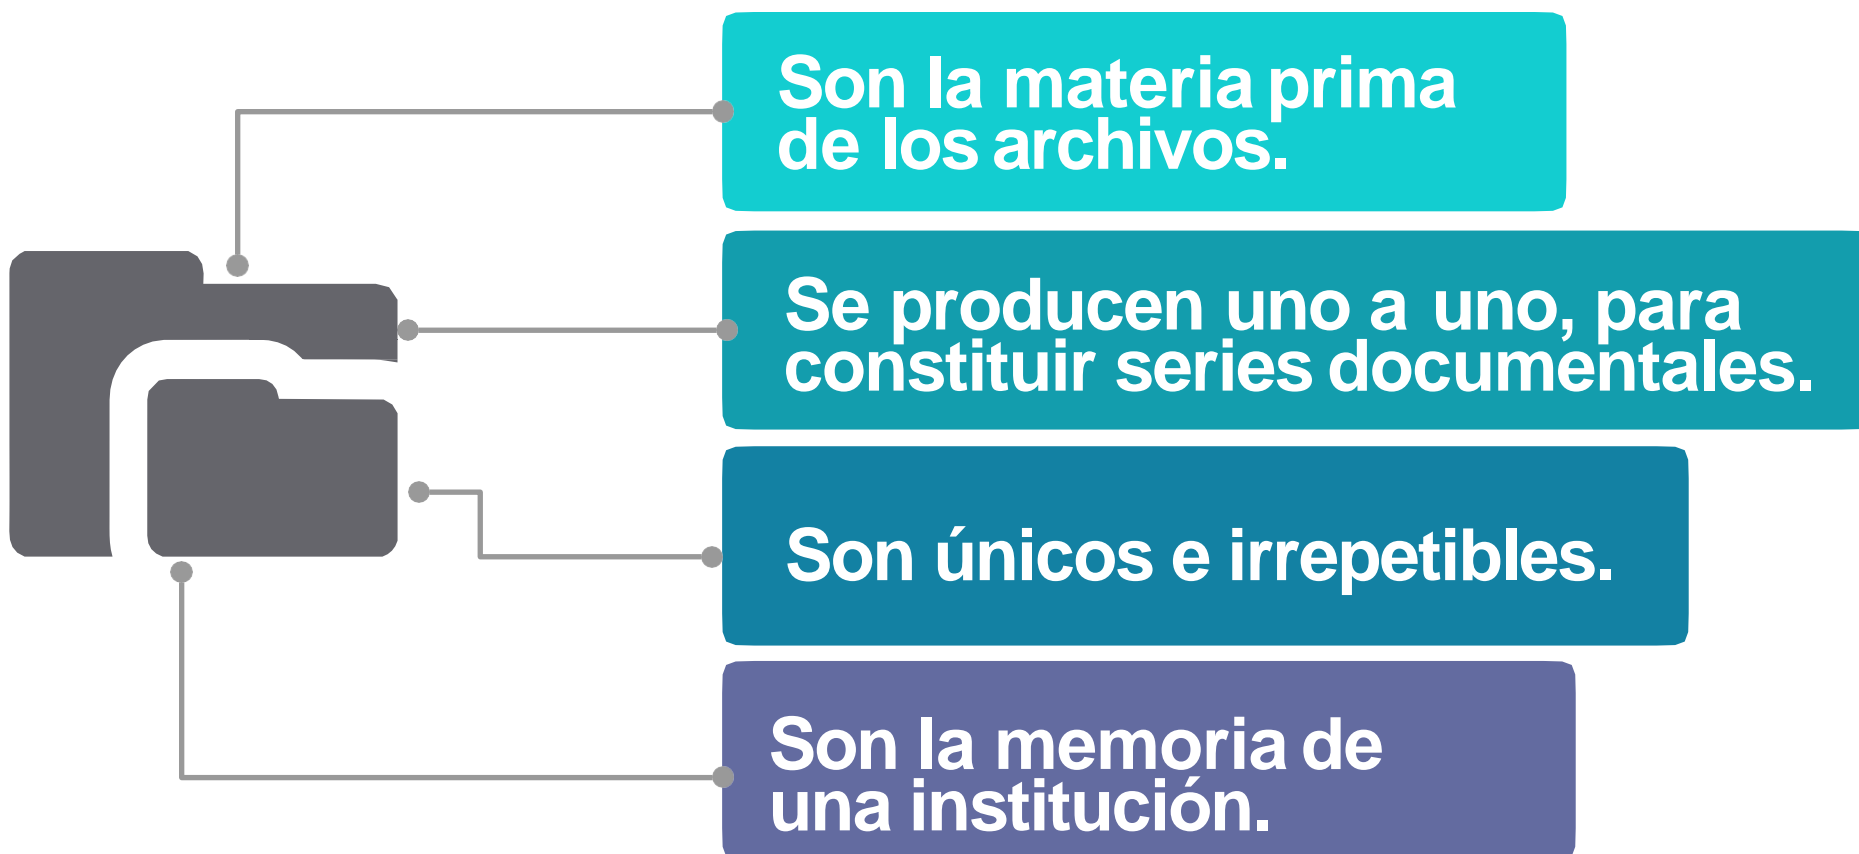 Son la materia prima
de los archivos.
Se producen uno a uno, para
constituir series documentales.
Son únicos e irrepetibles.
Son la memoria de
una institución.